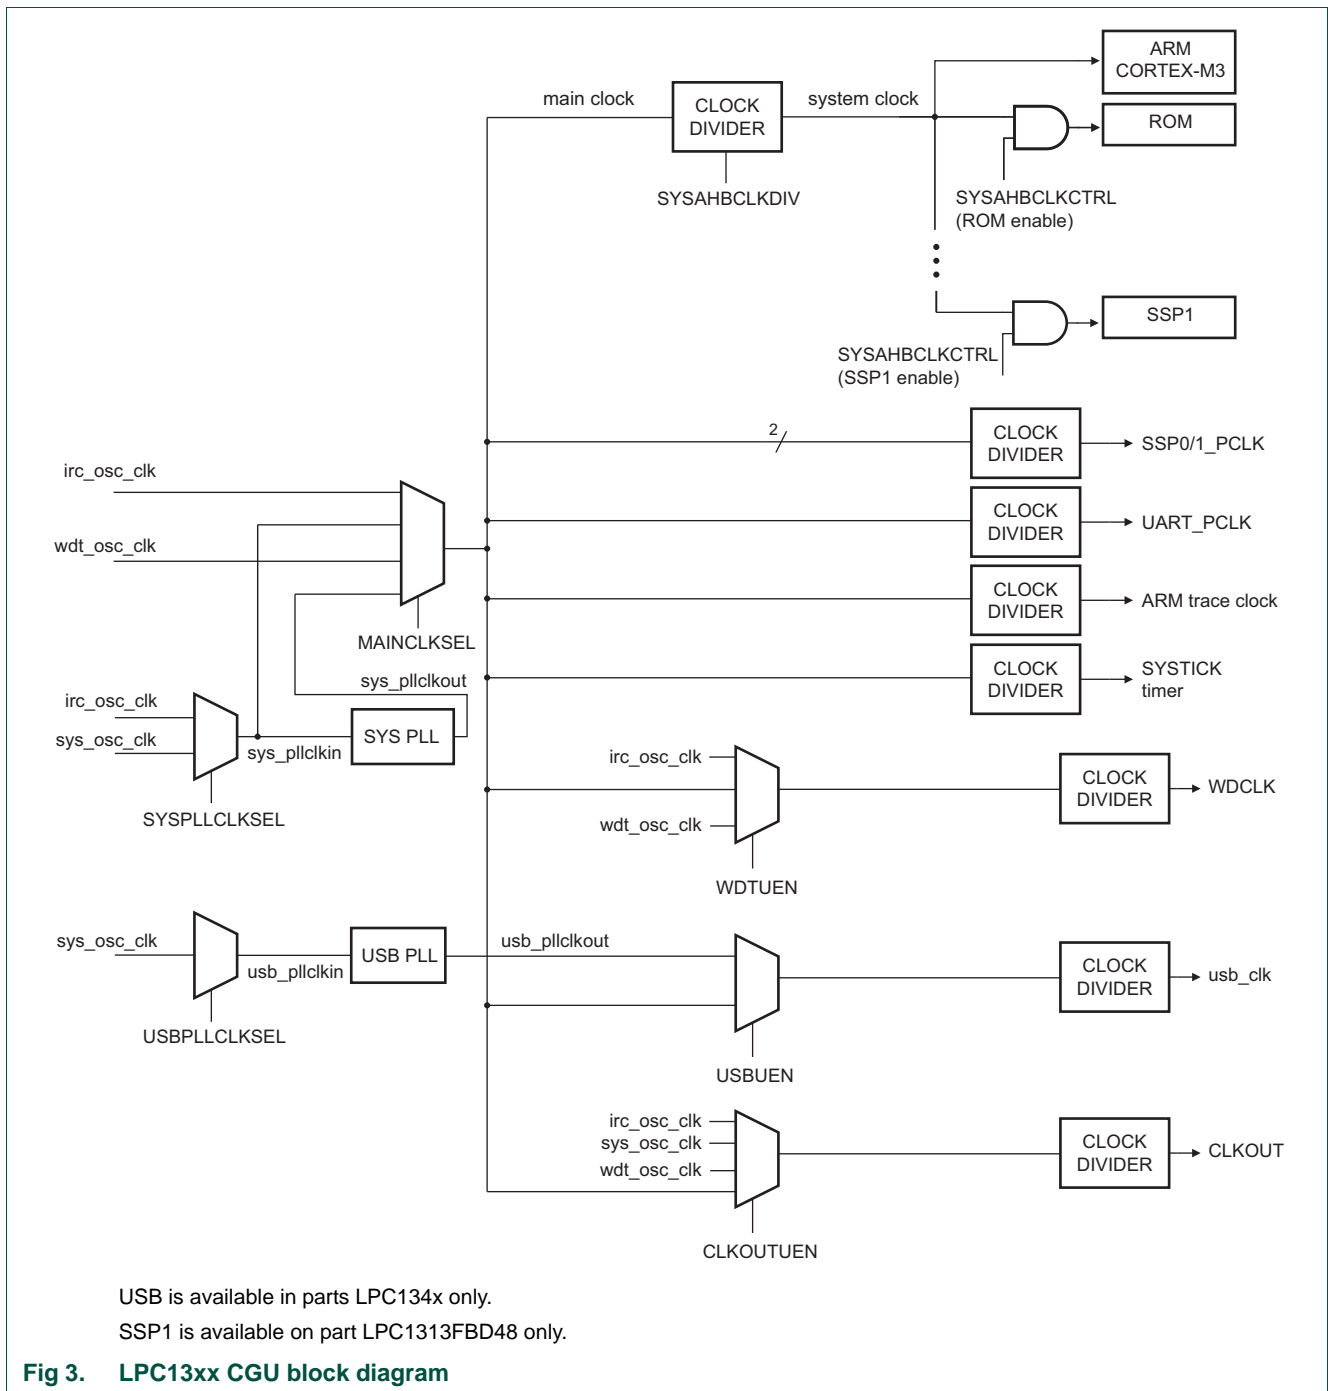 ARM
CORTEX-M3
main clock
CLOCK
DIVIDER
system clock
ROM
SYSAHBCLKDIV
SYSAHBCLKCTRL
(ROM enable)
SSP1
SYSAHBCLKCTRL
(SSP1 enable)
2
CLOCK
DIVIDER
SSP0/1_PCLK
irc_osc_clk
CLOCK
DIVIDER
UART_PCLK
wdt_osc_clk
CLOCK
DIVIDER
ARM trace clock
MAINCLKSEL
CLOCK
DIVIDER
SYSTICK
timer
sys_pllclkout
irc_osc_clk
sys_osc_clk
SYS PLL
sys_pllclkin
SYSPLLCLKSEL
irc_osc_clk
wdt_osc_clk
CLOCK
DIVIDER
WDCLK
WDTUEN
sys_osc_clk
usb_pllclkin
USB PLL
usb_pllclkout
CLOCK
DIVIDER
usb_clk
USBPLLCLKSEL
USBUEN
irc_osc_clk
sys_osc_clk
wdt_osc_clk
CLOCK
DIVIDER
CLKOUT
CLKOUTUEN
USB is available in parts LPC134x only.
SSP1 is available on part LPC1313FBD48 only.
Fig 3. LPC13xx CGU block diagram